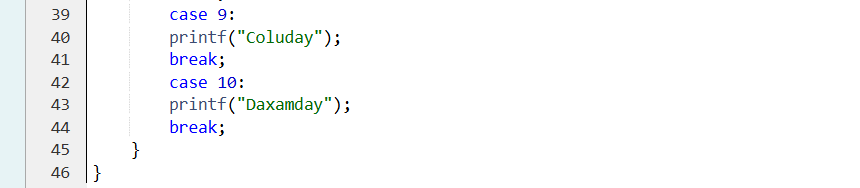 39 case 9:
40 printf("Coluday");
41 break;
42 case 10:
43 printf("Daxamday");
44 break;
45 }
46 }